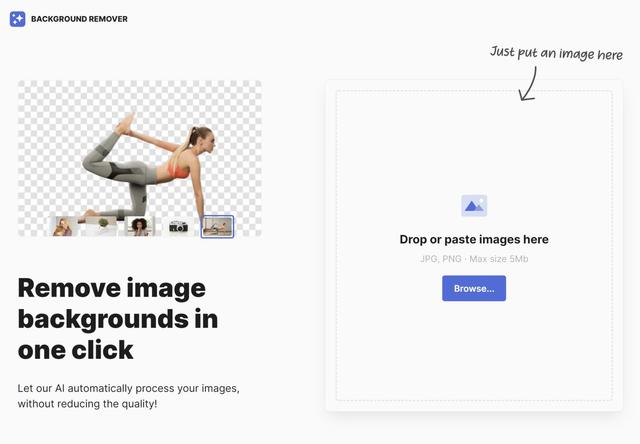 BACKGROUND REMOVER
Just put an image here
Drop or paste images here
JPG, PNG · Max size 5Mb
Browse...
Remove image
backgrounds in
one click
Let our AI automatically process your images,
without reducing the quality!